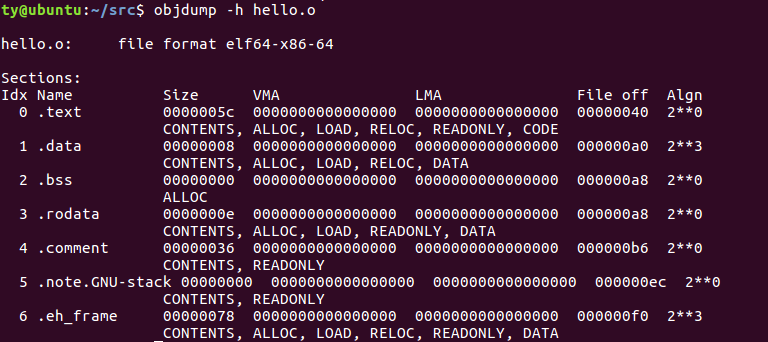 ty@ubuntu:~/src$ objdump -h hello.o
hello.o:     file format elf64-x86-64
Sections:
Idx Name          Size      VMA               LMA               File off  Algn
  0 .text         0000005c  0000000000000000  0000000000000000  00000040  2**0
                  CONTENTS, ALLOC, LOAD, RELOC, READONLY, CODE
  1 .data         00000008  0000000000000000  0000000000000000  000000a0  2**3
                  CONTENTS, ALLOC, LOAD, RELOC, DATA
  2 .bss          00000000  0000000000000000  0000000000000000  000000a8  2**0
                  ALLOC
  3 .rodata       0000000e  0000000000000000  0000000000000000  000000a8  2**0
                  CONTENTS, ALLOC, LOAD, READONLY, DATA
  4 .comment      00000036  0000000000000000  0000000000000000  000000b6  2**0
                  CONTENTS, READONLY
  5 .note.GNU-stack 00000000  0000000000000000  0000000000000000  000000ec  2**0
                  CONTENTS, READONLY
  6 .eh_frame     00000078  0000000000000000  0000000000000000  000000f0  2**3
                  CONTENTS, ALLOC, LOAD, RELOC, READONLY, DATA